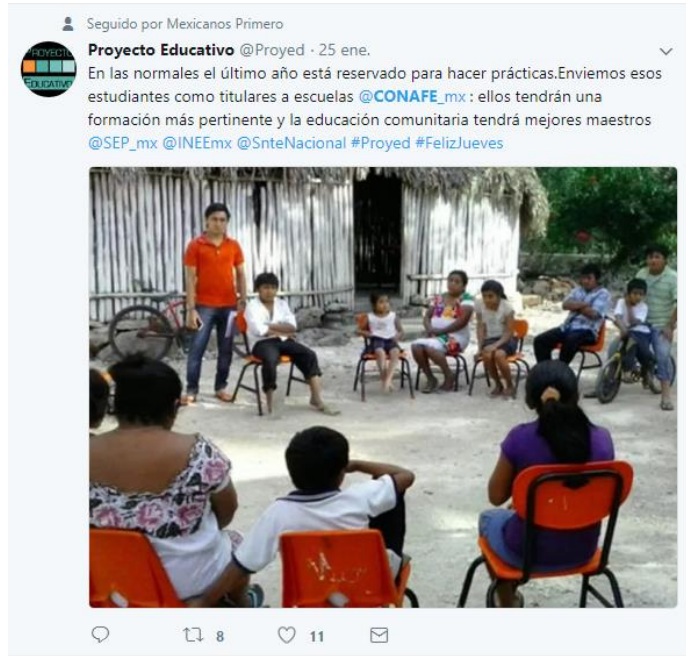 Seguido por Mexicanos Primero
Proyecto Educativo @Proyed · 25 ene.
PROYECTO
EDUCATIVO
En las normales el último año está reservado para hacer prácticas.Enviemos esos
estudiantes como titulares a escuelas @CONAFE_mx : ellos tendrán una
formación más pertinente y la educación comunitaria tendrá mejores maestros
@SEP_mx @INEEmx @SnteNacional #Proyed #FelizJueves
8
11